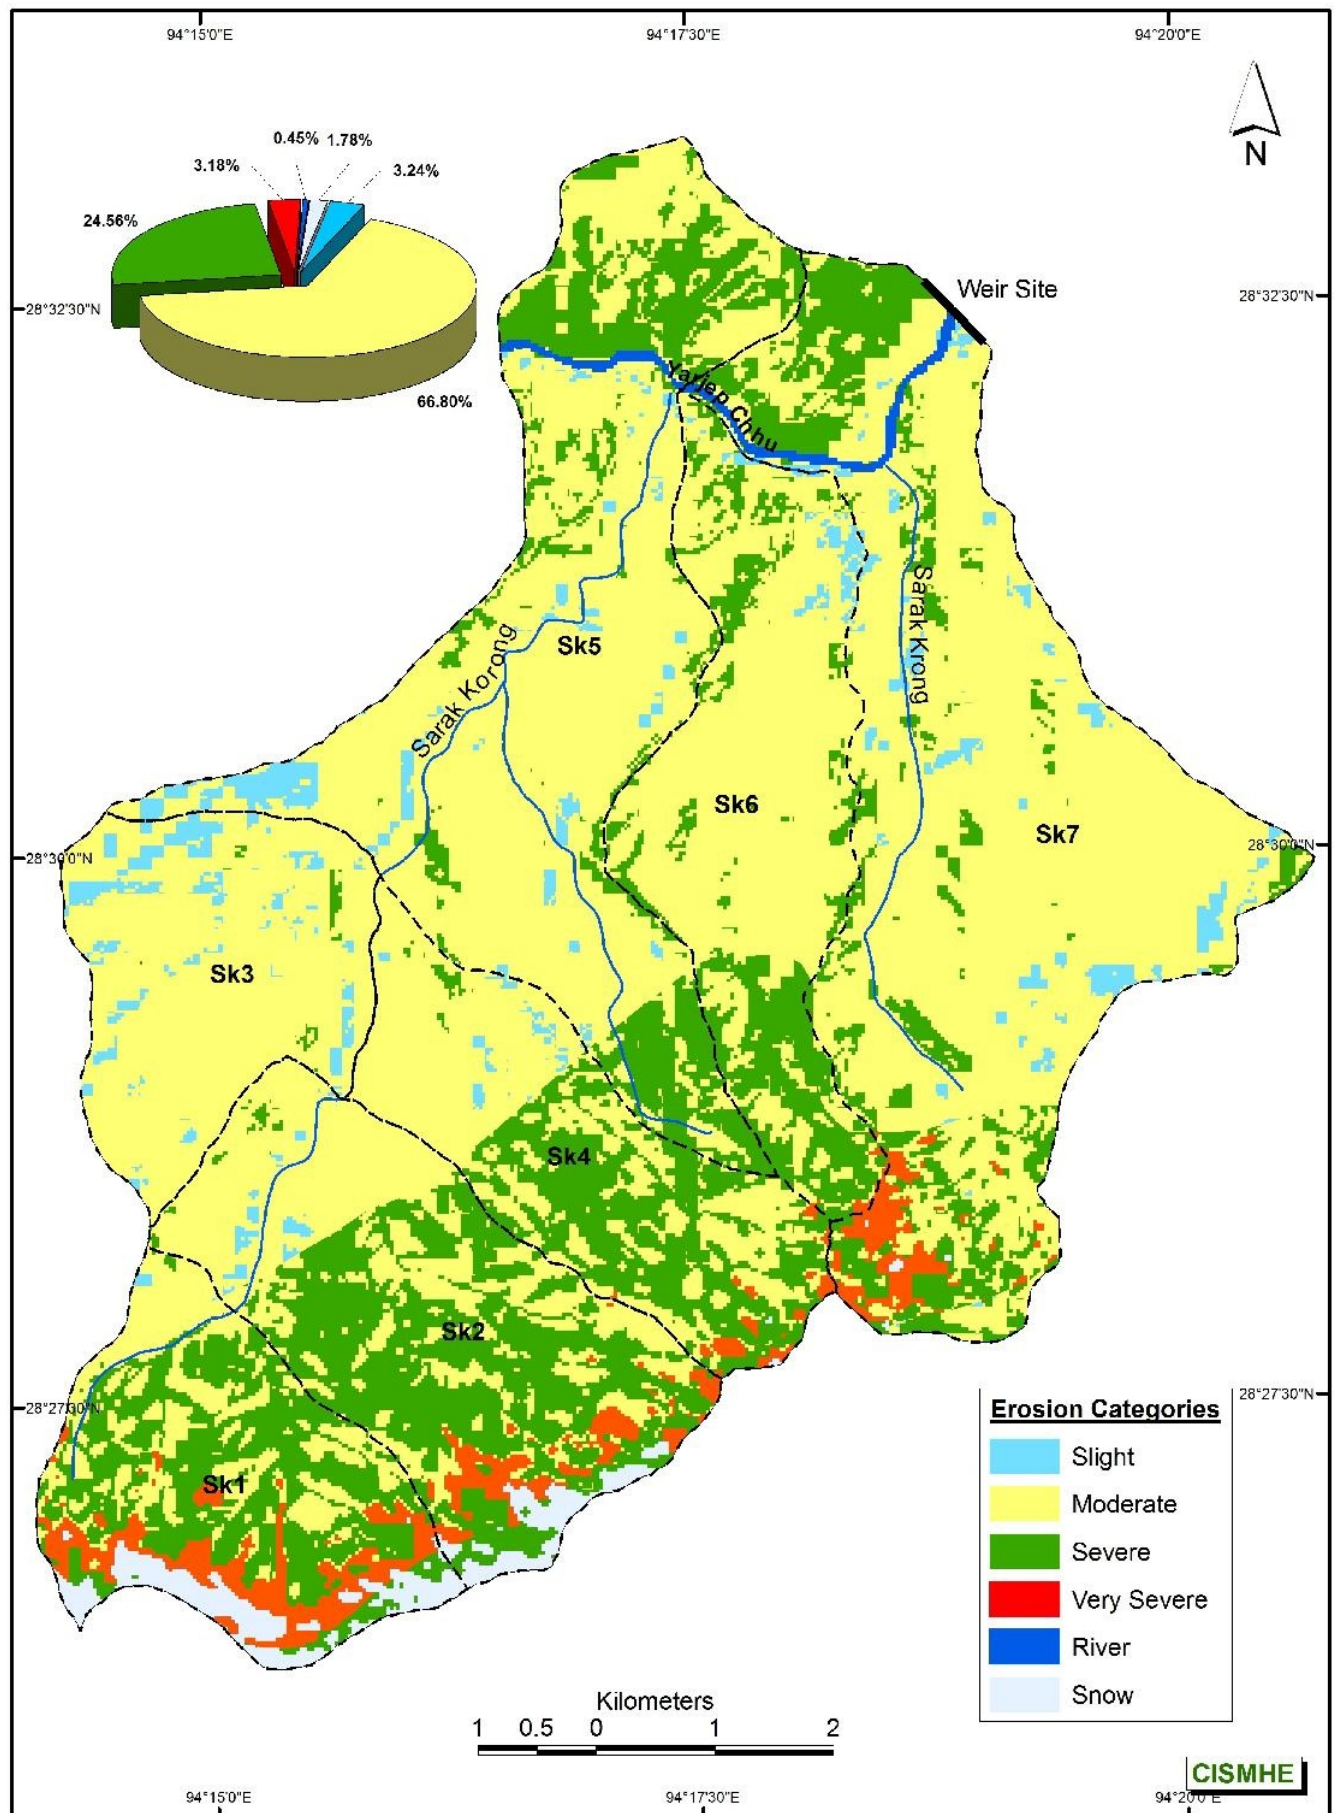 94°15'0"E 94°17'30"E 94°20'0"E
N
0.45% 1.78%
3.18% 3.24%
24.56%
66.80%
Weir Site
28°32'30"N 28°32'30"N
Yarjep Chhu
Sarak Krong
Sarak Korong
Sk5
Sk6
Sk7
28°30'0"N 28°30'0"N
Sk3
Sk4
Sk2
28°27'30"N 28°27'30"N
Sk1
Erosion Categories
Slight
Moderate
Severe
Very Severe
River
Snow
Kilometers
1 0.5 0 1 2
CISMHE
94°15'0"E 94°17'30"E 94°20'0"E